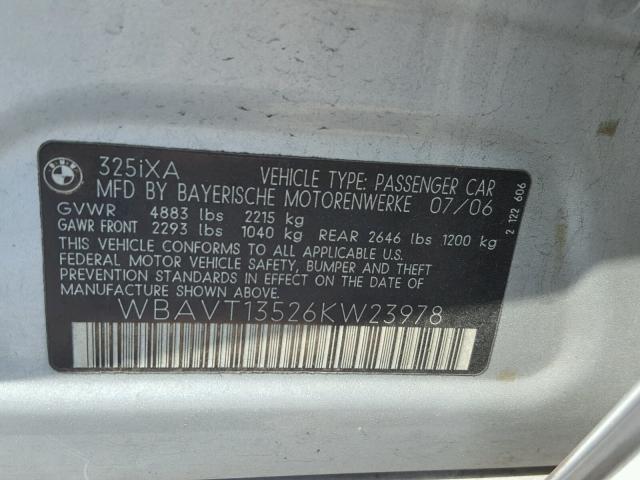 325iXA VEHICLE TYPE: PASSENGER CAR
MFD BY BAYERISCHE MOTORENWERKE 07/06
GVWR 4883 lbs 2215 kg
GAWR FRONT 2293 lbs 1040 kg REAR 2646 lbs 1200 kg
THIS VEHICLE CONFORMS TO ALL APPLICABLE U.S.
FEDERAL MOTOR VEHICLE SAFETY, BUMPER AND THEFT
PREVENTION STANDARDS IN EFFECT ON THE DATE OF
MANUFACTURE SHOWN ABOVE.
WBAVT13526KW23978
2 122 606
BMW